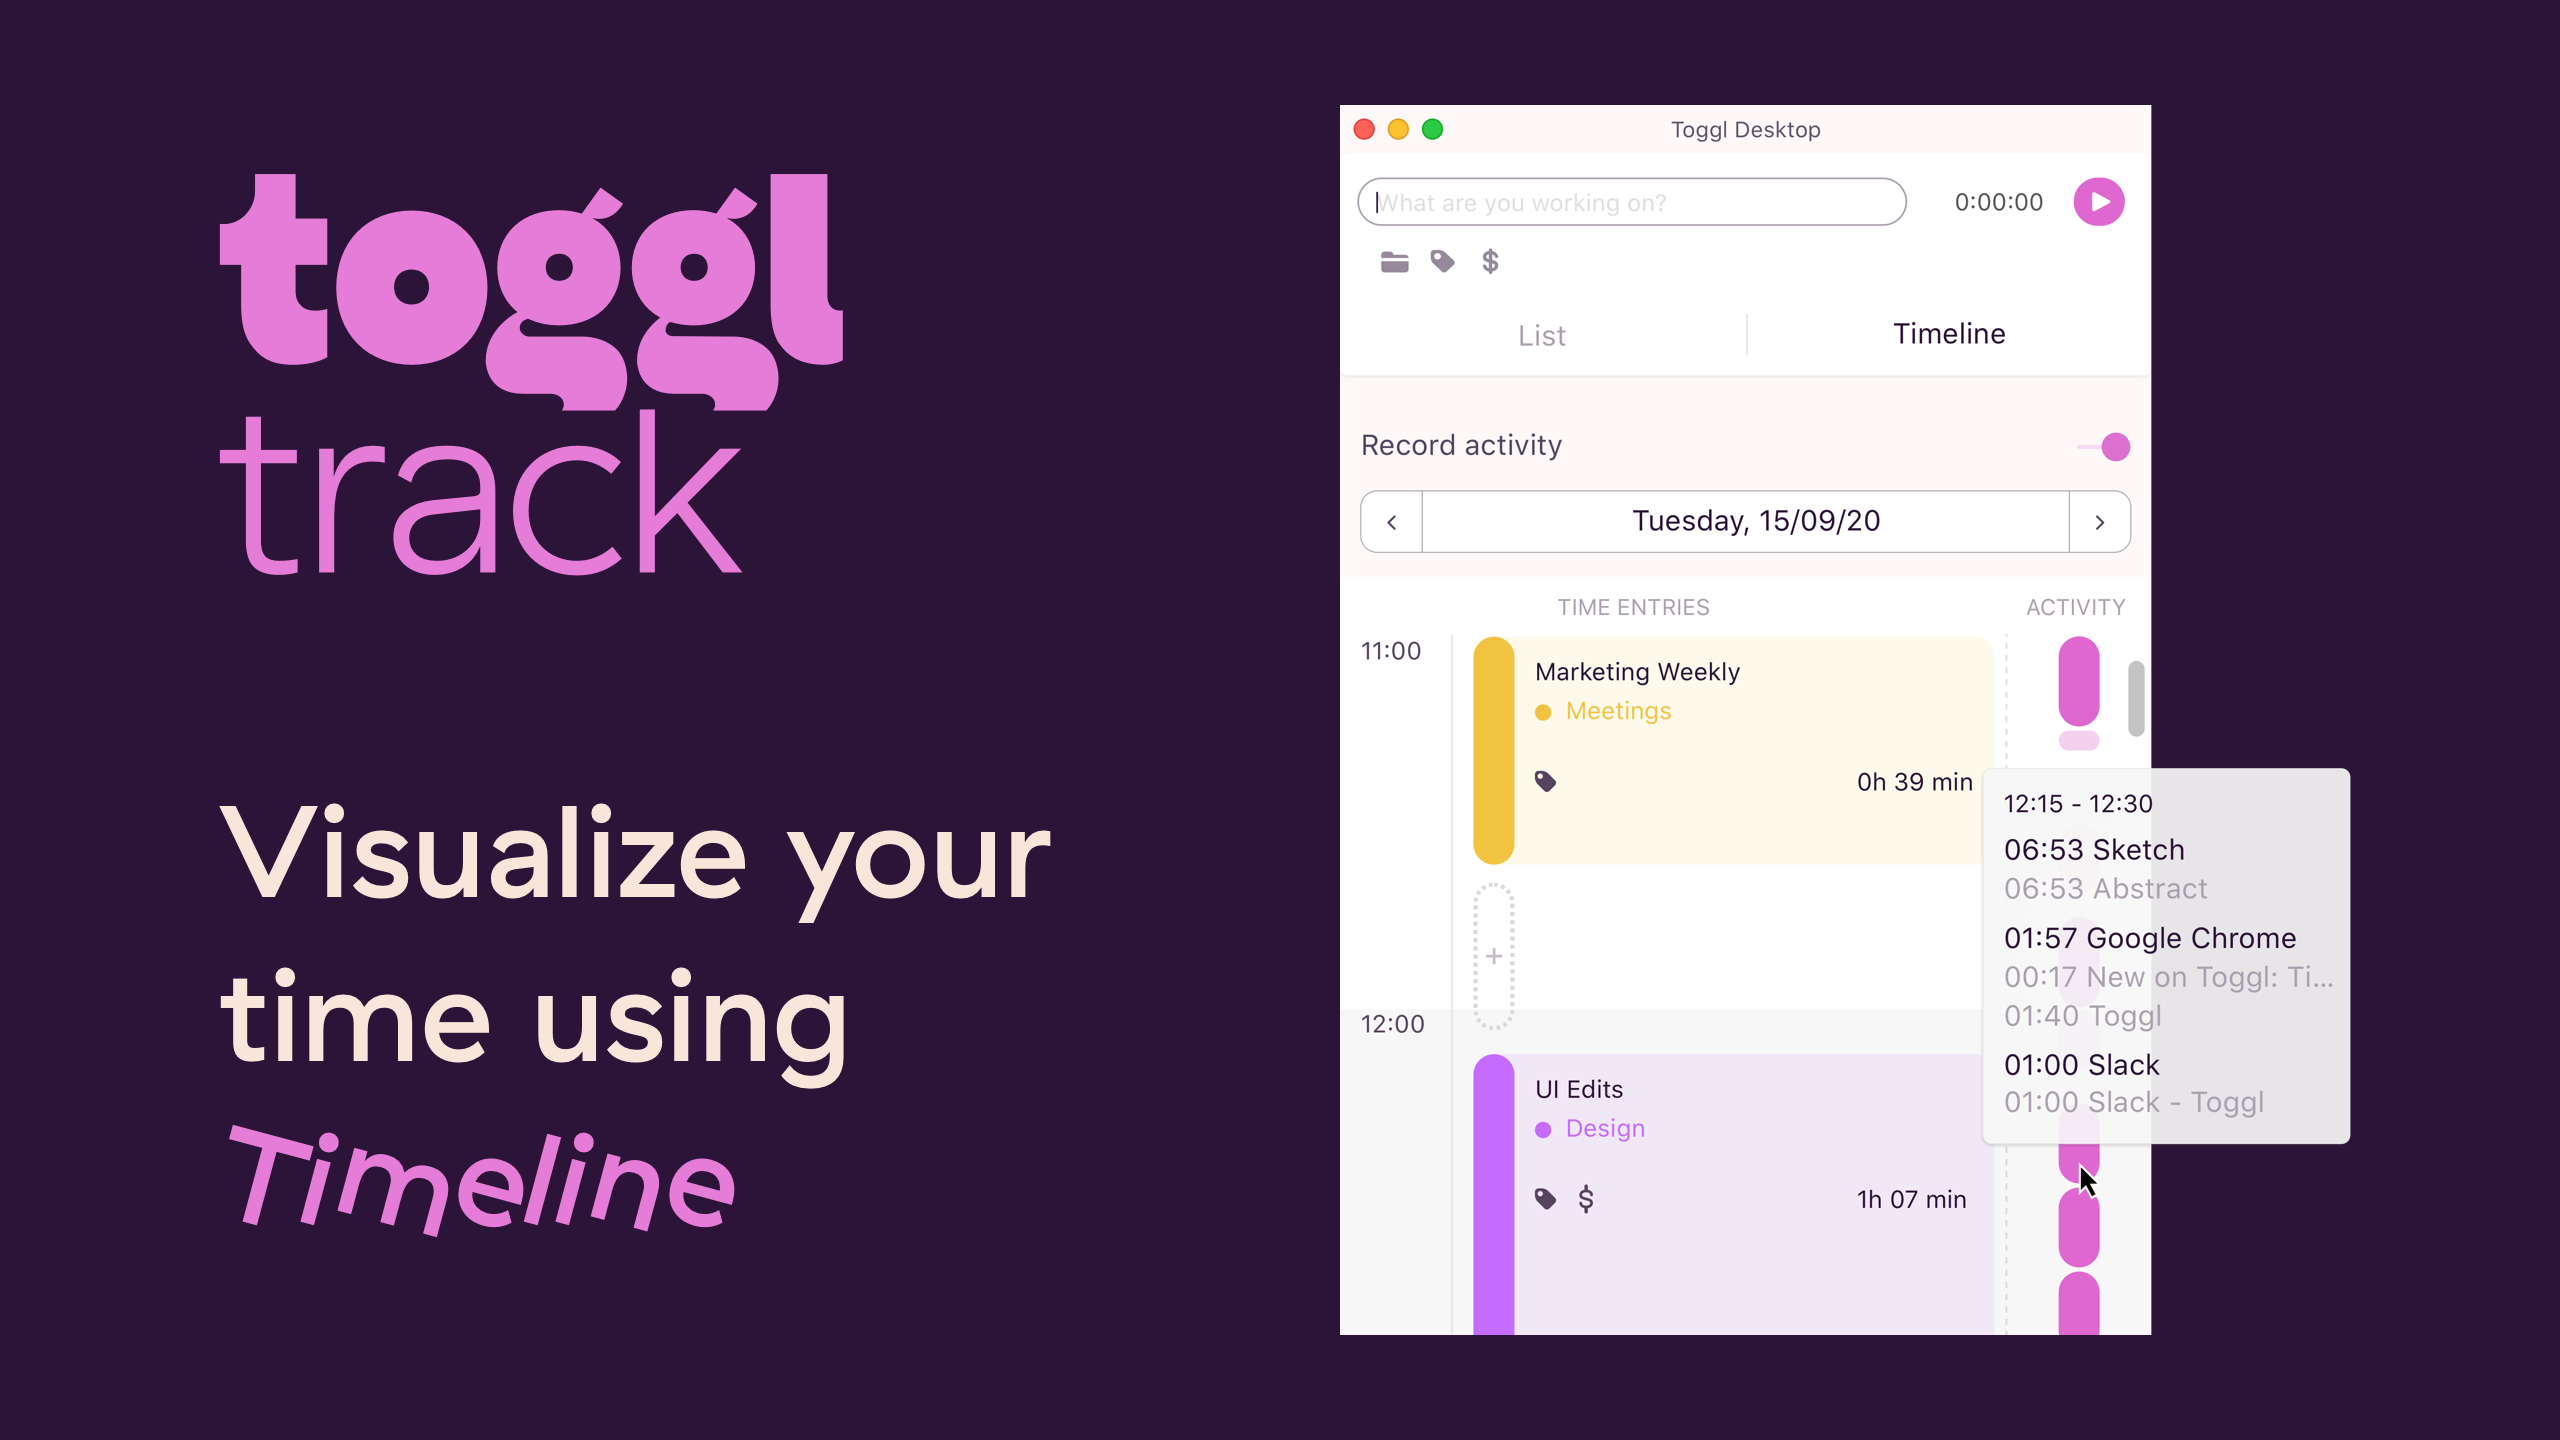 toggl
track
Visualize your
time using
Timeline
Toggl Desktop
What are you working on?
0:00:00
$
List
Timeline
Record activity
Tuesday, 15/09/20
TIME ENTRIES
ACTIVITY
11:00
Marketing Weekly
Meetings
0h 39 min
12:15 - 12:30
06:53 Sketch
06:53 Abstract
01:57 Google Chrome
00:17 New on Toggl: Ti...
01:40 Toggl
01:00 Slack
01:00 Slack - Toggl
+
12:00
UI Edits
Design
$
1h 07 min